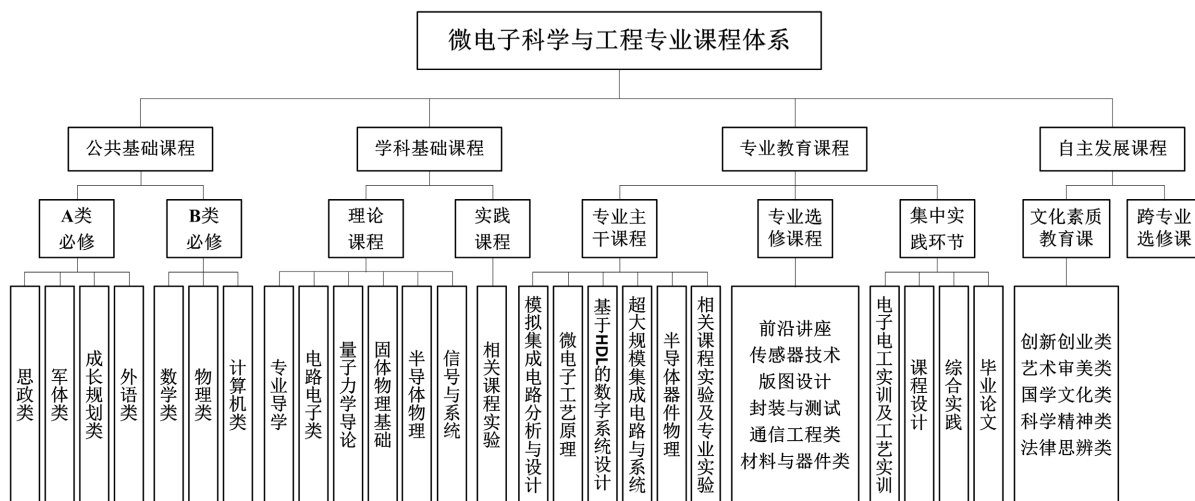 微电子科学与工程专业课程体系
公共基础课程
学科基础课程
专业教育课程
自主发展课程
A类
必修
B类
必修
理论
课程
实践
课程
专业主
干课程
专业选
修课程
集中实
践环节
文化素质
教育课
跨专业
选修课
思政类
军体类
成长规划类
外语类
数学类
物理类
计算机类
专业导学
电路电子类
量子力学导论
固体物理基础
半导体物理
信号与系统
相关课程实验
模拟集成电路分析与设计
微电子工艺原理
基于HDL的数字系统设计
超大规模集成电路与系统
半导体器件物理
相关课程实验及专业实验
前沿讲座
传感器技术
版图设计
封装与测试
通信工程类
材料与器件类
电子电工实训及工艺实训
课程设计
综合实践
毕业论文
创新创业类
艺术审美类
国学文化类
科学精神类
法律思辨类